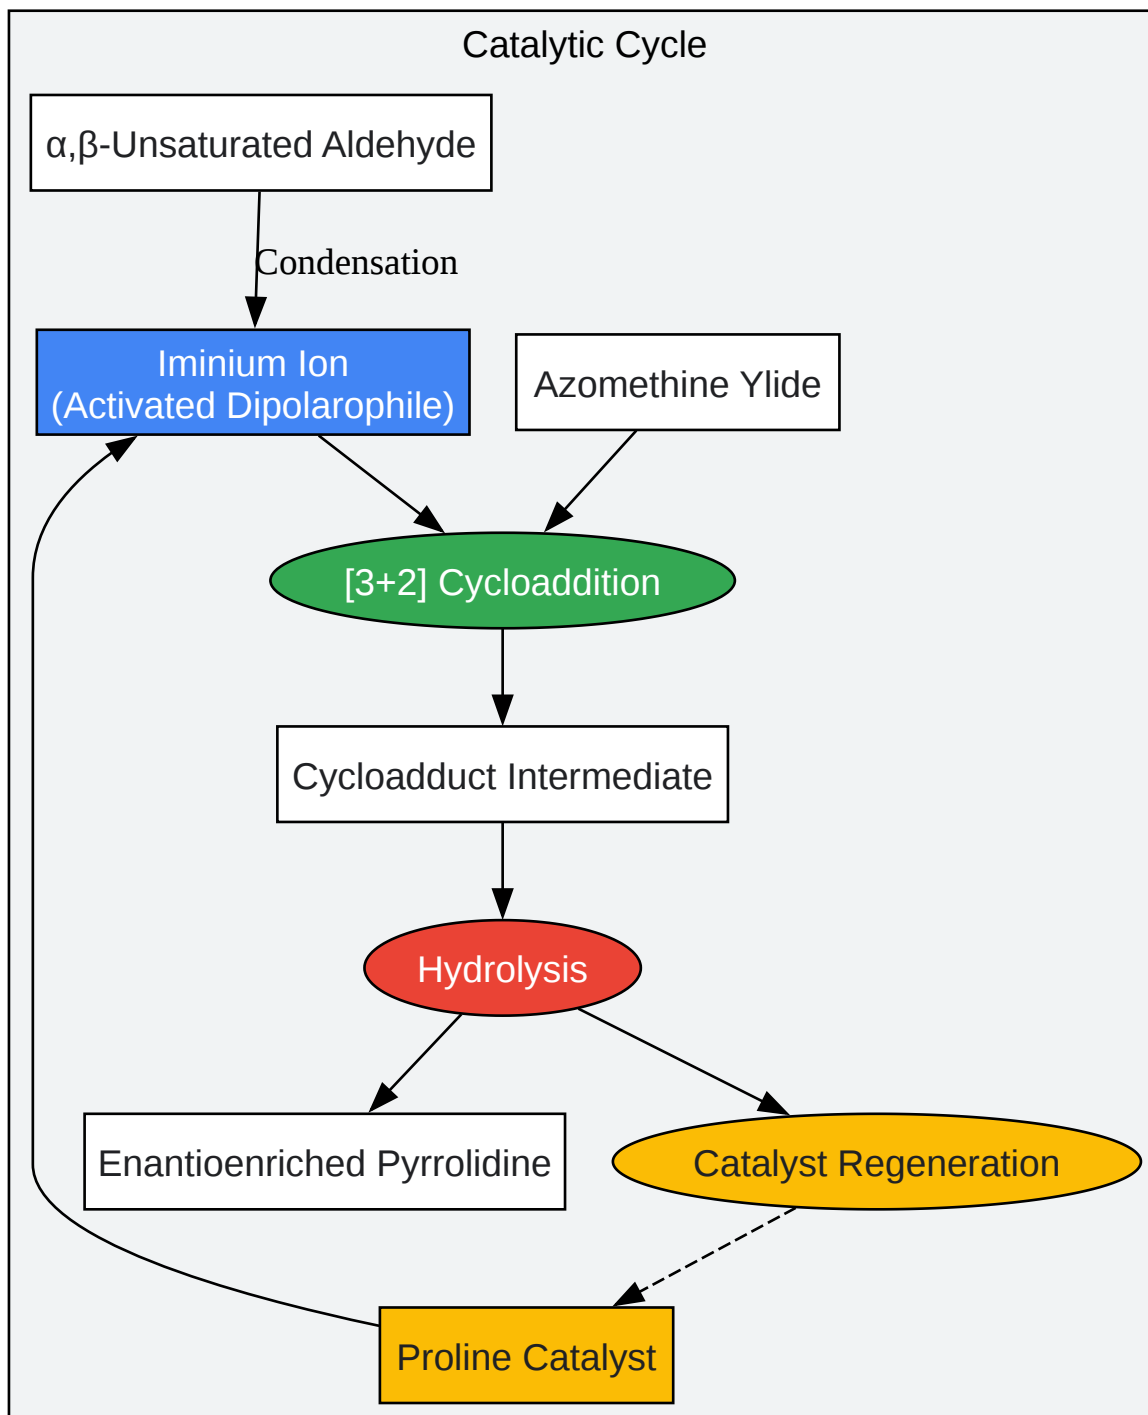 Catalytic Cycle
α,β-Unsaturated Aldehyde
Condensation
Iminium Ion
(Activated Dipolarophile)
Azomethine Ylide
[3+2] Cycloaddition
Cycloadduct Intermediate
Hydrolysis
Enantioenriched Pyrrolidine
Catalyst Regeneration
Proline Catalyst